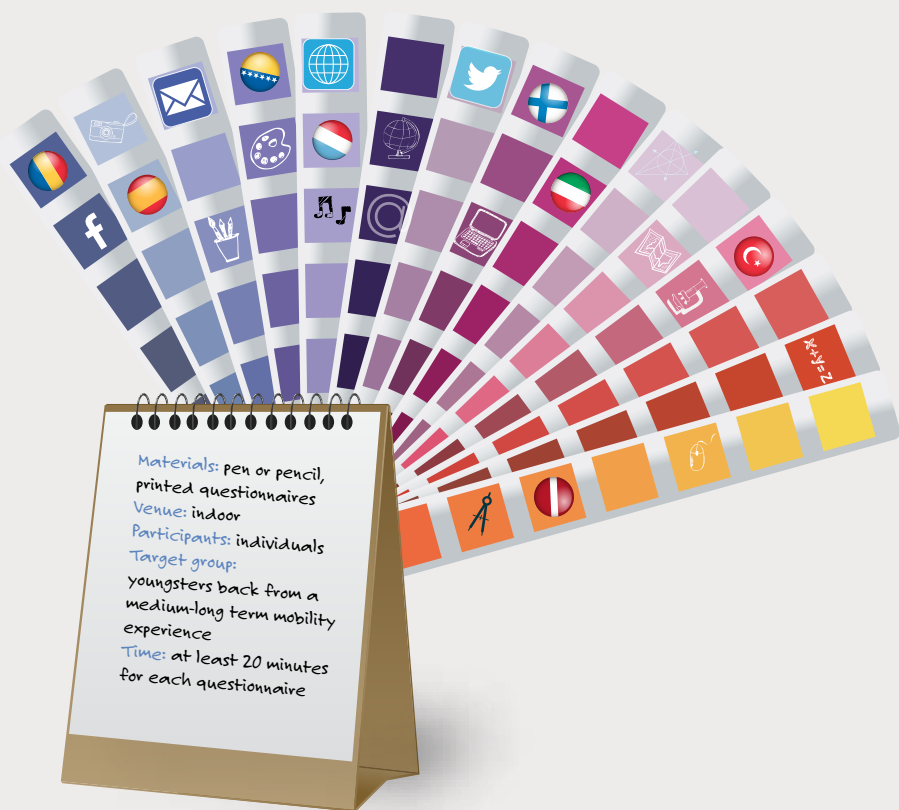 f
@
Z=y+x
Materials: pen or pencil,
printed questionnaires
Venue: indoor
Participants: individuals
Target group:
youngsters back from a
medium-long term mobility
experience
Time: at least 20 minutes
for each questionnaire